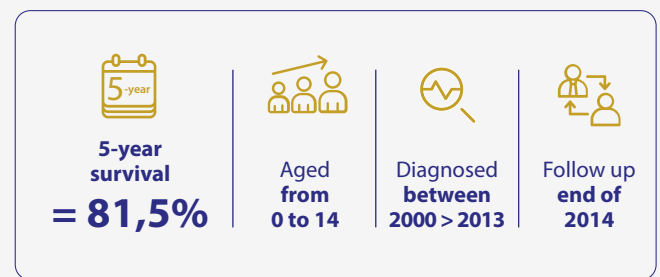 5-year
5-year
survival
= 81,5%
Aged
from
0 to 14
Diagnosed
between
2000 > 2013
Follow up
end of
2014